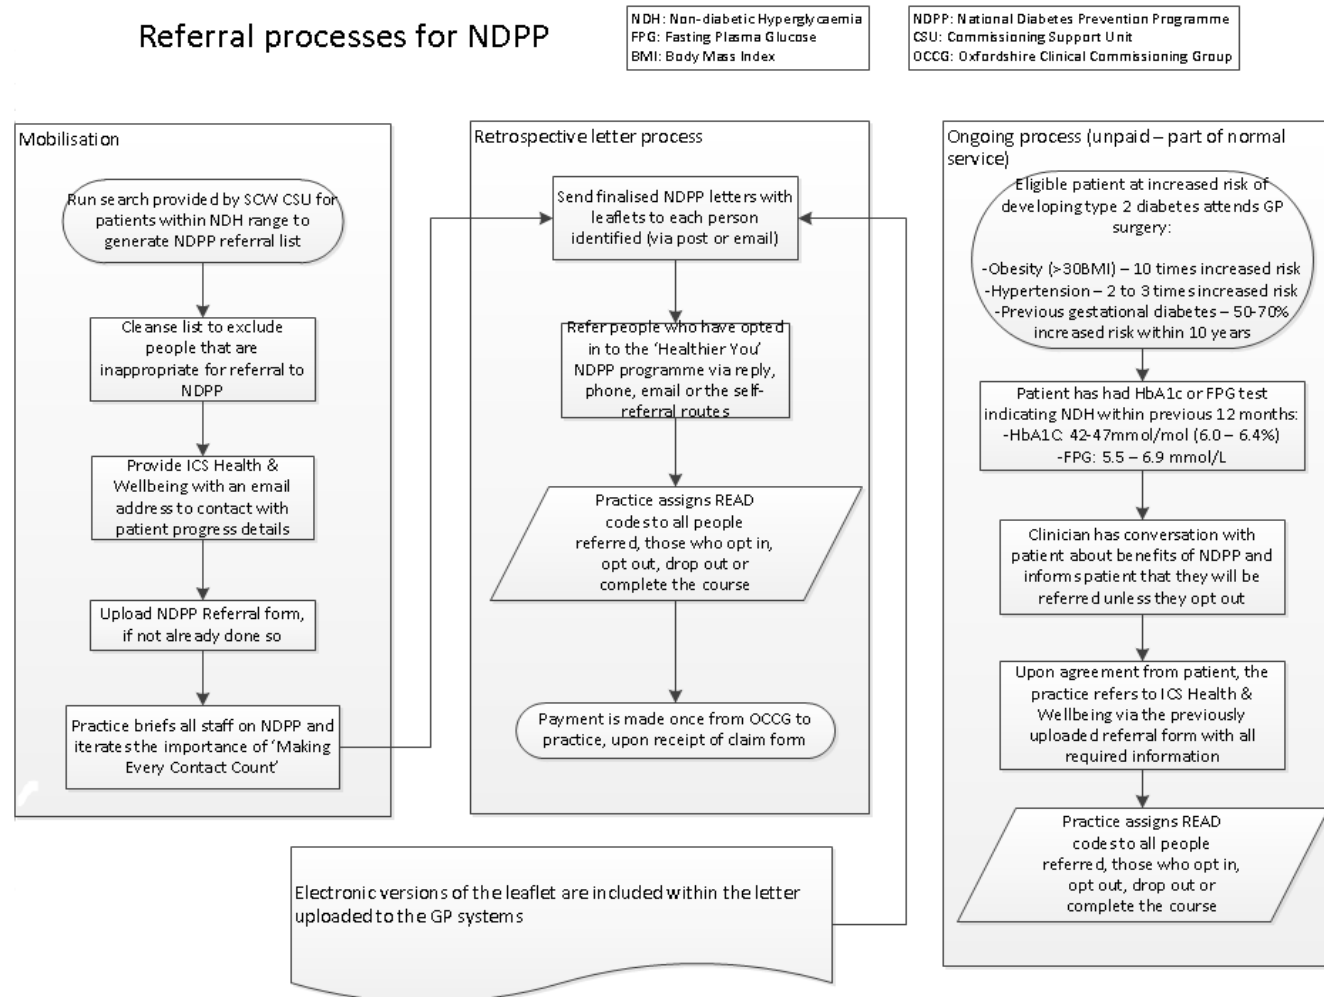 Referral processes for NDPP
NDH: Non-diabetic Hyperglycaemia
FPG: Fasting Plasma Glucose
BMI: Body Mass Index
NDPP: National Diabetes Prevention Programme
CSU: Commissioning Support Unit
OCCG: Oxfordshire Clinical Commissioning Group
Mobilisation
Run search provided by SCW CSU for
patients within NDH range to
generate NDPP referral list
Cleanse list to exclude
people that are
inappropriate for referral to
NDPP
Provide ICS Health &
Wellbeing with an email
address to contact with
patient progress details
Upload NDPP Referral form,
if not already done so
Practice briefs all staff on NDPP and
iterates the importance of ‘Making
Every Contact Count’
Retrospective letter process
Send finalised NDPP letters with
leaflets to each person
identified (via post or email)
Refer people who have opted
in to the ‘Healthier You’
NDPP programme via reply,
phone, email or the self-
referral routes
Practice assigns READ
codes to all people
referred, those who opt in,
opt out, drop out or
complete the course
Payment is made once from OCCG to
practice, upon receipt of claim form
Electronic versions of the leaflet are included within the letter
uploaded to the GP systems
Ongoing process (unpaid – part of normal
service)
Eligible patient at increased risk of
developing type 2 diabetes attends GP
surgery:
-Obesity (>30BMI) – 10 times increased risk
-Hypertension – 2 to 3 times increased risk
-Previous gestational diabetes – 50-70%
increased risk within 10 years
Patient has had HbA1c or FPG test
indicating NDH within previous 12 months:
-HbA1C: 42-47mmol/mol (6.0 – 6.4%)
-FPG: 5.5 – 6.9 mmol/L
Clinician has conversation with
patient about benefits of NDPP and
informs patient that they will be
referred unless they opt out
Upon agreement from patient, the
practice refers to ICS Health &
Wellbeing via the previously
uploaded referral form with all
required information
Practice assigns READ
codes to all people
referred, those who opt in,
opt out, drop out or
complete the course